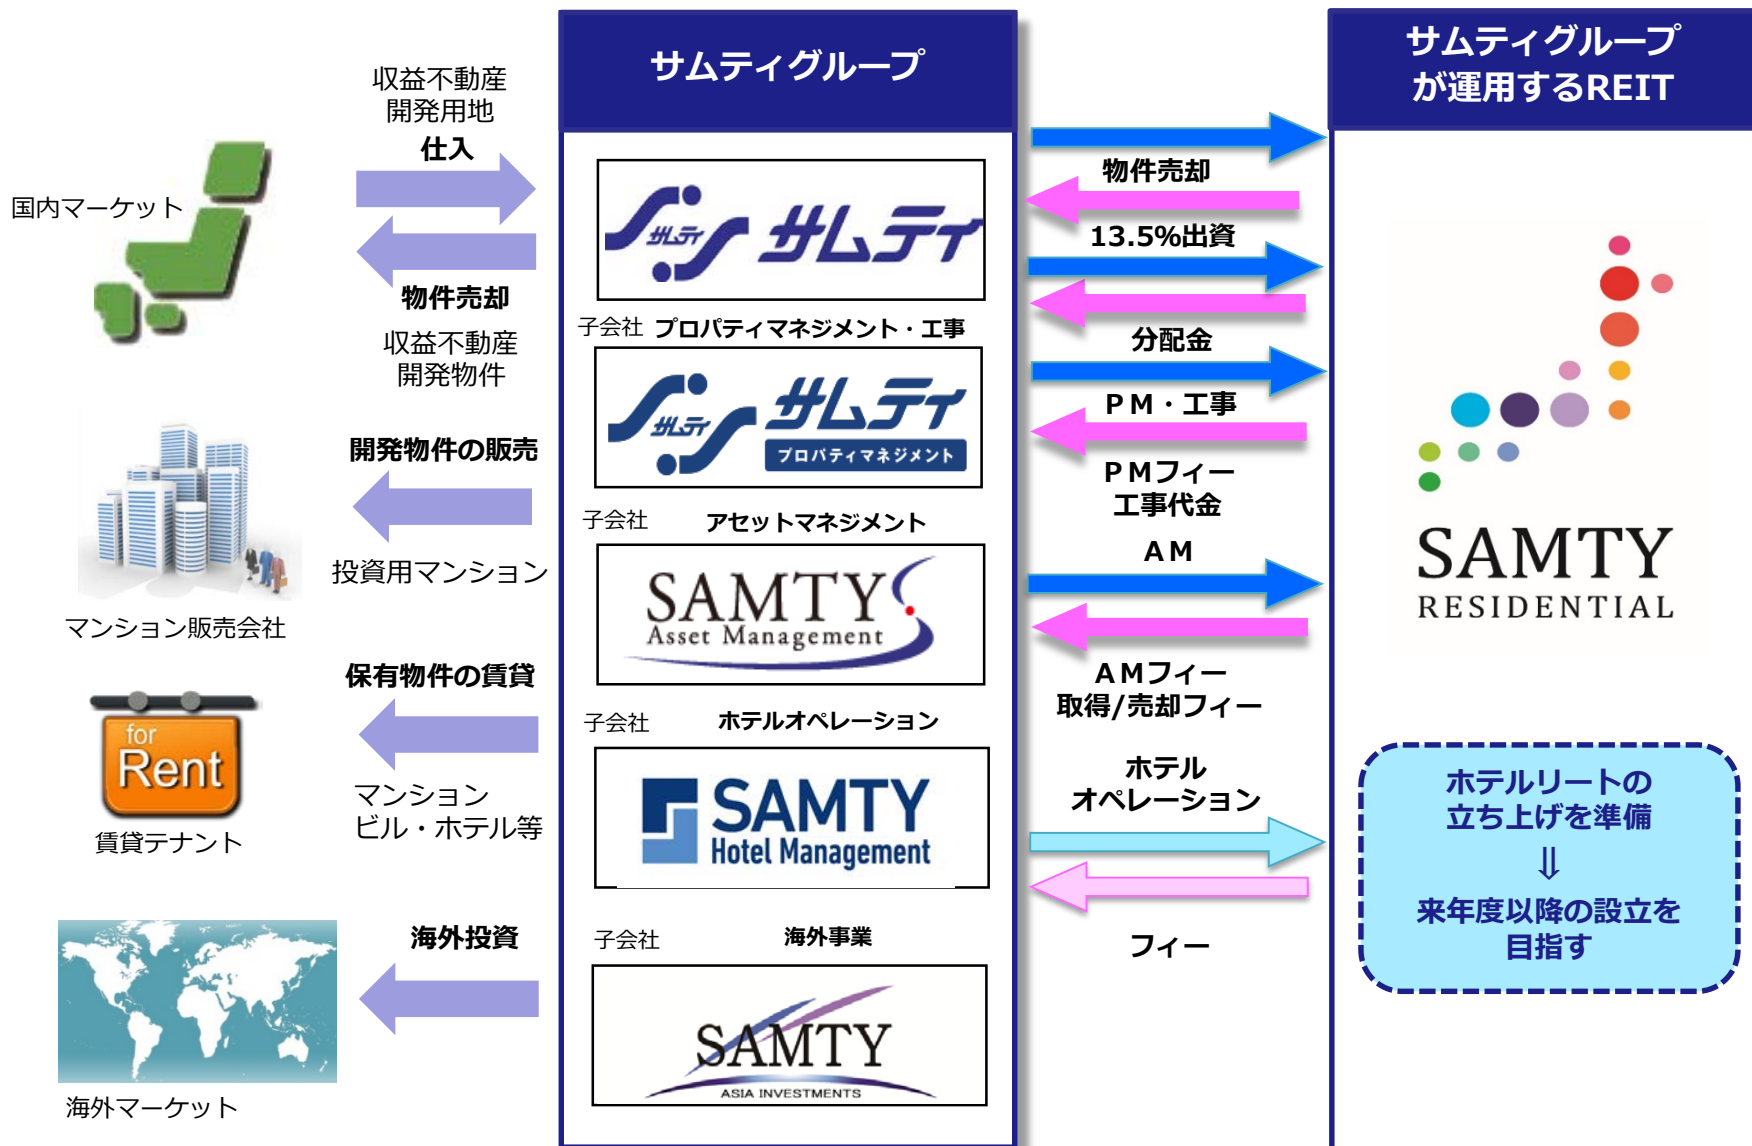 サムティグループ
サムティグループ
が運用するREIT
収益不動産
開発用地
仕入
国内マーケット
物件売却
収益不動産
開発物件
開発物件の販売
投資用マンション
マンション販売会社
保有物件の賃貸
for
Rent
マンション
ビル・ホテル等
賃貸テナント
海外投資
海外マーケット
サムティ サムティ
子会社 プロパティマネジメント・工事
サムティ サムティ
プロパティマネジメント
子会社 アセットマネジメント
SAMTY
Asset Management
子会社 ホテルオペレーション
SAMTY
Hotel Management
子会社 海外事業
SAMTY
ASIA INVESTMENTS
物件売却
13.5%出資
分配金
ＰＭ・工事
ＰＭフィー
工事代金
ＡＭ
ＡＭフィー
取得/売却フィー
ホテル
オペレーション
フィー
SAMTY
RESIDENTIAL
ホテルリートの
立ち上げを準備
⇓
来年度以降の設立を
目指す